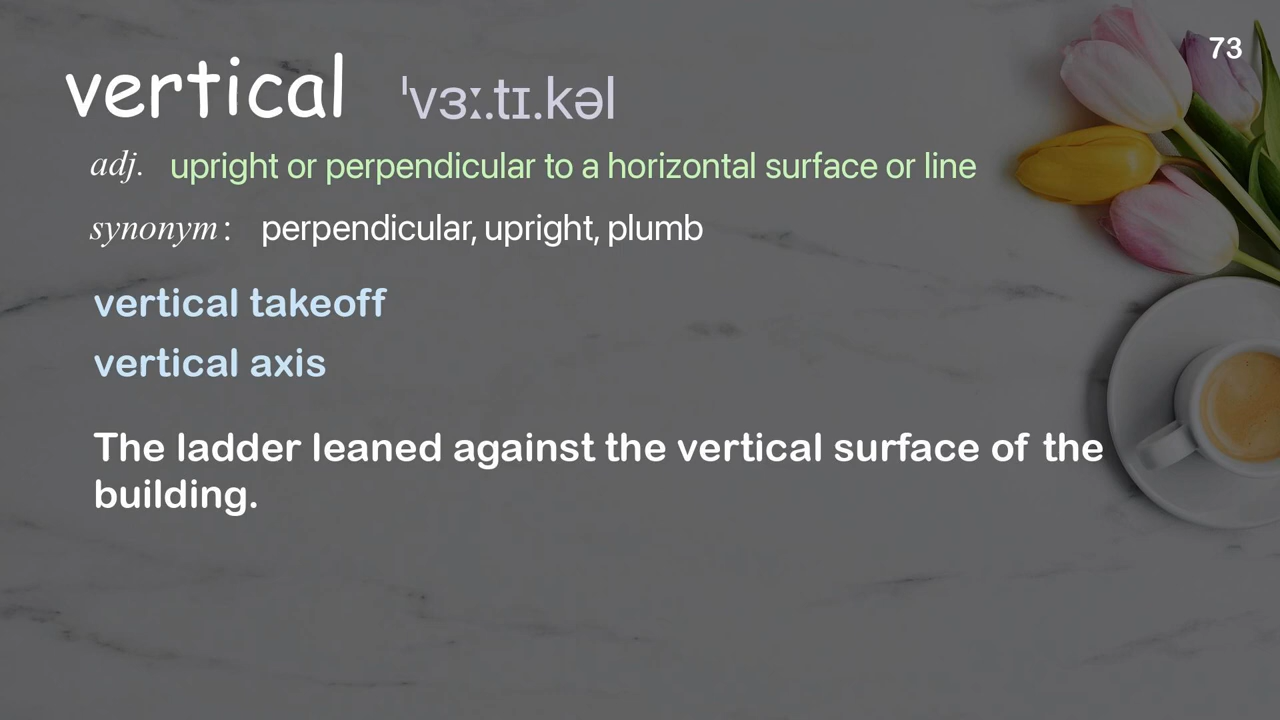 73
vertical ˈvɜː.tɪ.kəl
adj. upright or perpendicular to a horizontal surface or line
synonym: perpendicular, upright, plumb
vertical takeoff
vertical axis
The ladder leaned against the vertical surface of the
building.